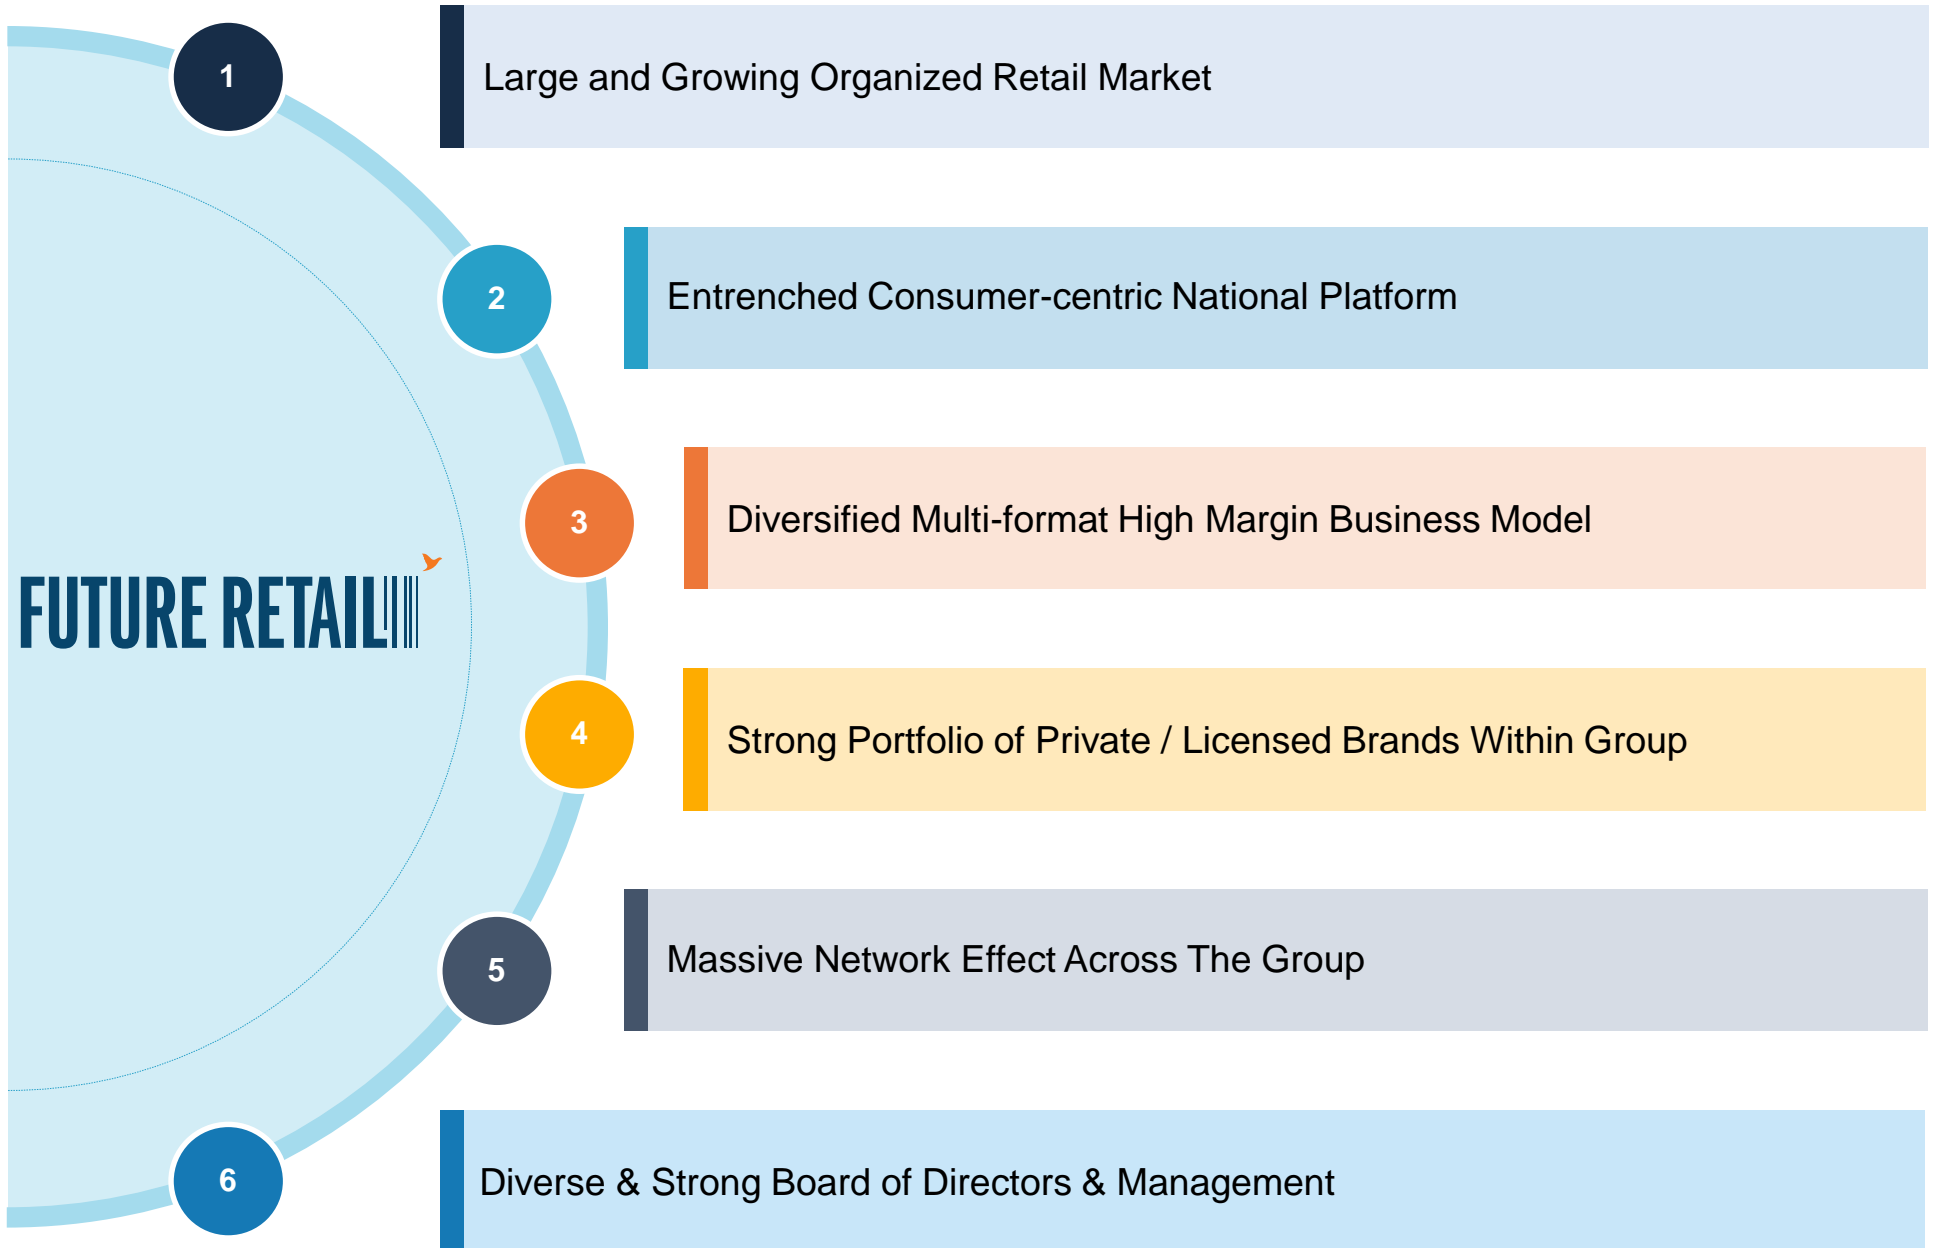 1
Large and Growing Organized Retail Market
2
Entrenched Consumer-centric National Platform
3
Diversified Multi-format High Margin Business Model
FUTURE RETAIL
4
Strong Portfolio of Private / Licensed Brands Within Group
5
Massive Network Effect Across The Group
6
Diverse & Strong Board of Directors & Management